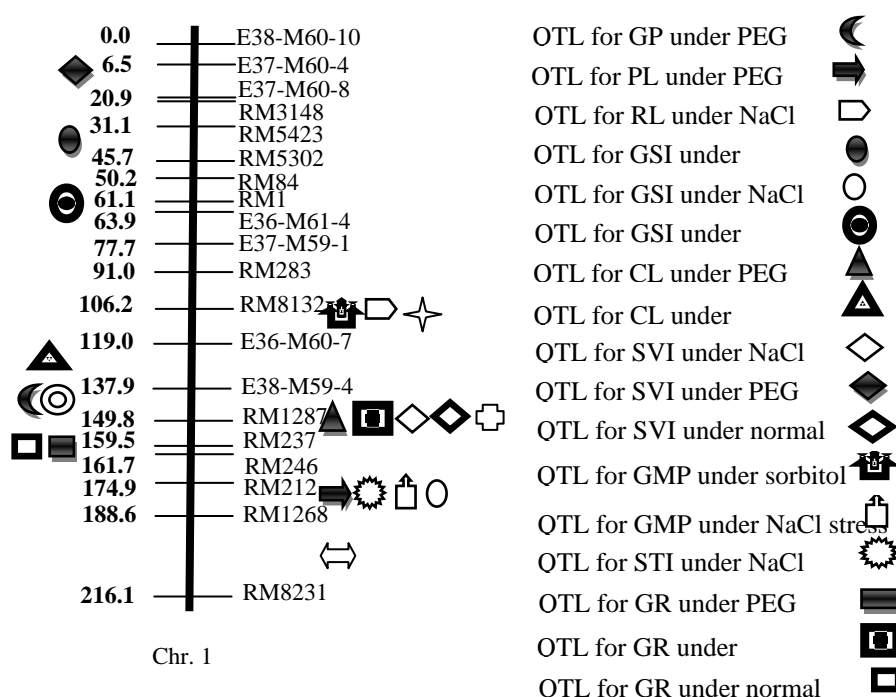 0.0 E38-M60-10
6.5 E37-M60-4
E37-M60-8
20.9
RM3148
31.1
RM5423
45.7 RM5302
50.2
RM84
61.1 RM1
63.9 E36-M61-4
77.7 E37-M59-1
91.0 RM283
106.2 RM8132
119.0 E36-M60-7
137.9 E38-M59-4
149.8 RM1287
159.5 RM237
161.7 RM246
174.9 RM212
188.6 RM1268
216.1 RM8231
Chr. 1
QTL for GP under PEG
QTL for PL under PEG
QTL for RL under NaCl
QTL for GSI under
QTL for GSI under NaCl
QTL for GSI under
QTL for CL under PEG
QTL for CL under
QTL for SVI under NaCl
QTL for SVI under PEG
QTL for SVI under normal
QTL for GMP under sorbitol
QTL for GMP under NaCl stress
QTL for STI under NaCl
QTL for GR under PEG
QTL for GR under
QTL for GR under normal